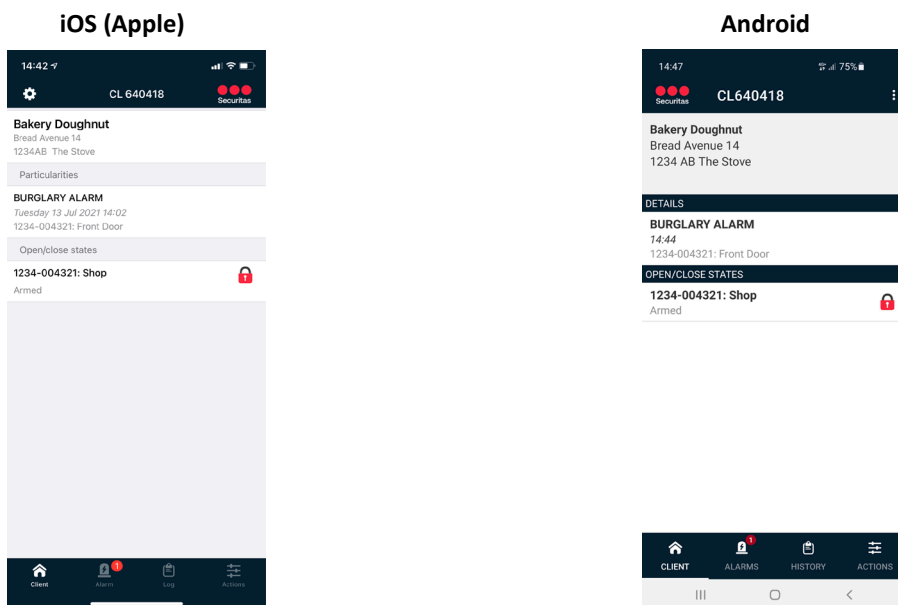 iOS (Apple)
14:42
CL 640418
Securitas
Bakery Doughnut
Bread Avenue 14
1234AB The Stove
Particularities
BURGLARY ALARM
Tuesday 13 Jul 2021 14:02
1234-004321: Front Door
Open/close states
1234-004321: Shop
Armed
Client
1
Alarm
Log
Actions
Android
14:47
75%
Securitas
CL640418
Bakery Doughnut
Bread Avenue 14
1234 AB The Stove
DETAILS
BURGLARY ALARM
14:44
1234-004321: Front Door
OPEN/CLOSE STATES
1234-004321: Shop
Armed
CLIENT
1
ALARMS
HISTORY
ACTIONS